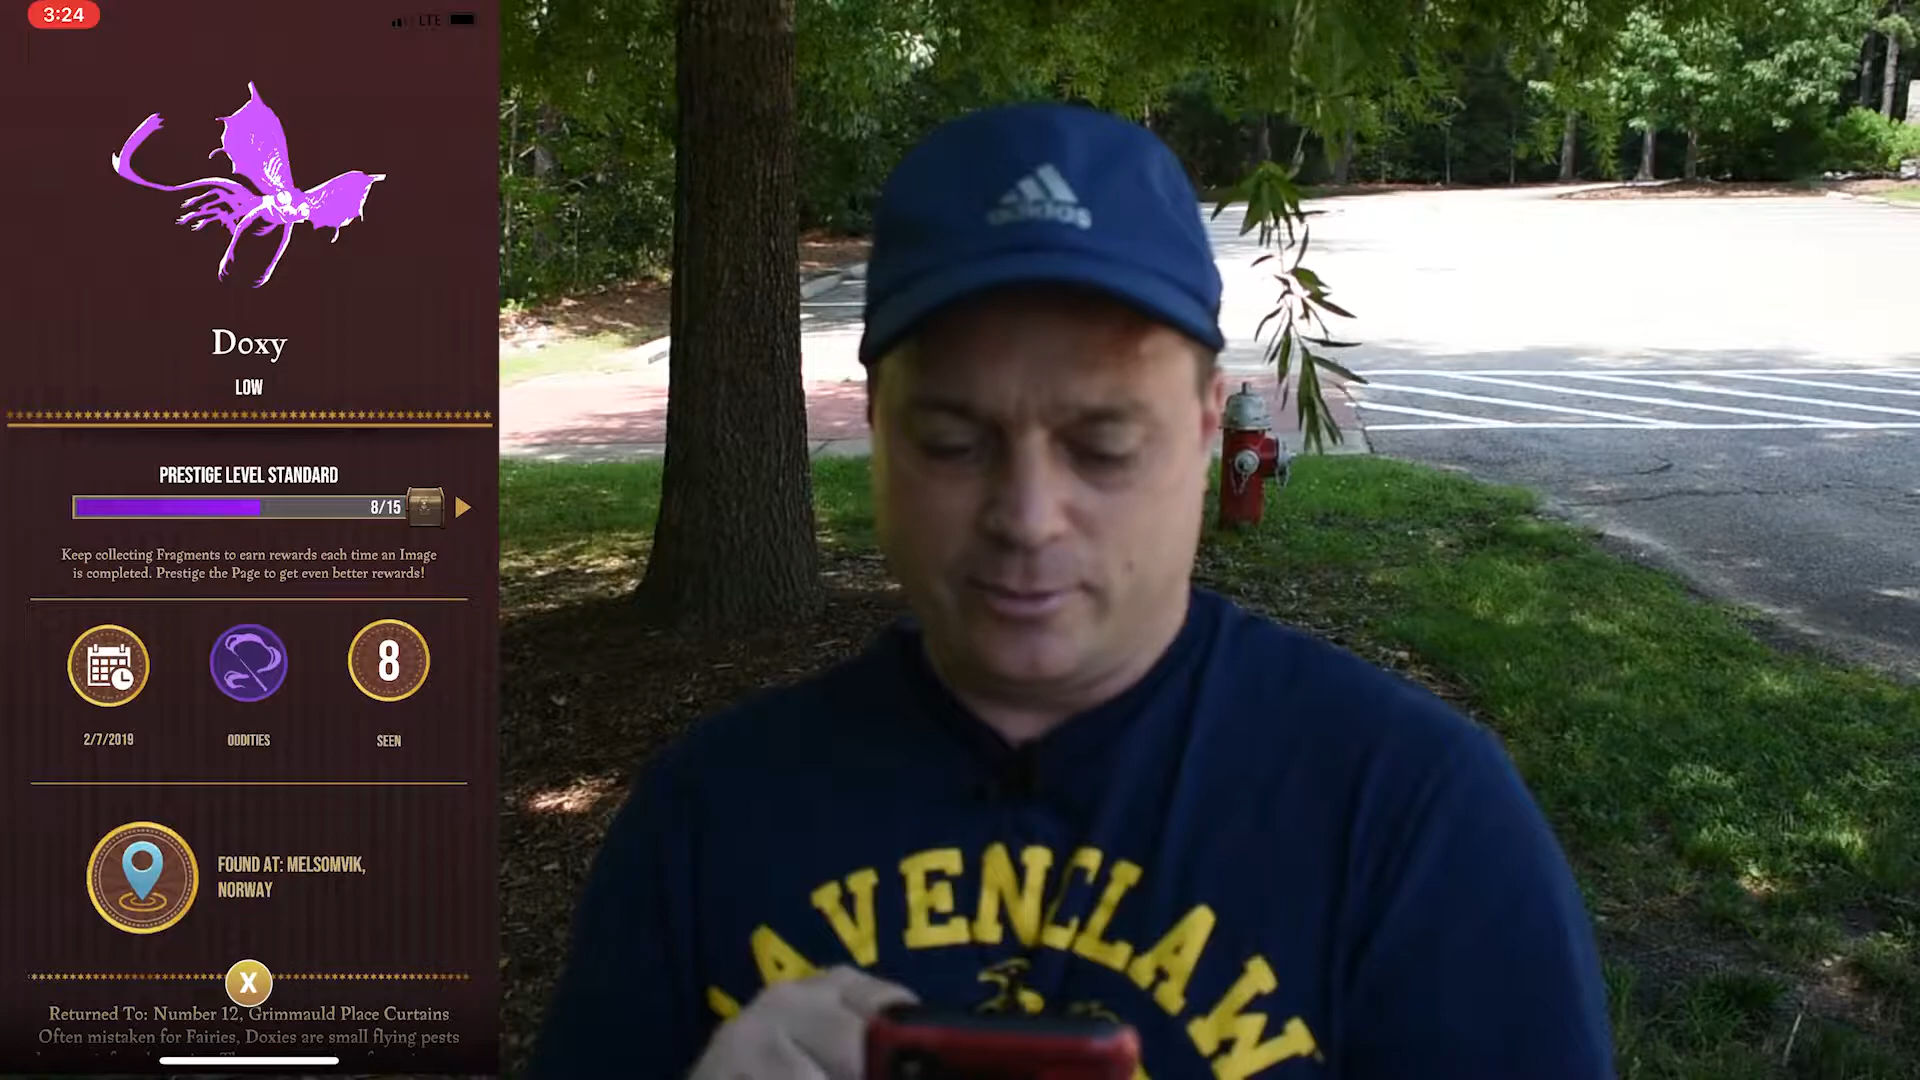 3:24
LTE
Doxy
LOW
PRESTIGE LEVEL STANDARD
8/15
Keep collecting Fragments to earn rewards each time an Image
is completed. Prestige the Page to get even better rewards!
8
2/7/2019
ODDITIES
SEEN
FOUND AT: MELSOMVIK,
NORWAY
X
Returned To: Number 12, Grimmauld Place Curtains
Often mistaken for Fairies, Doxies are small flying pests
adidas
AVENCLAW